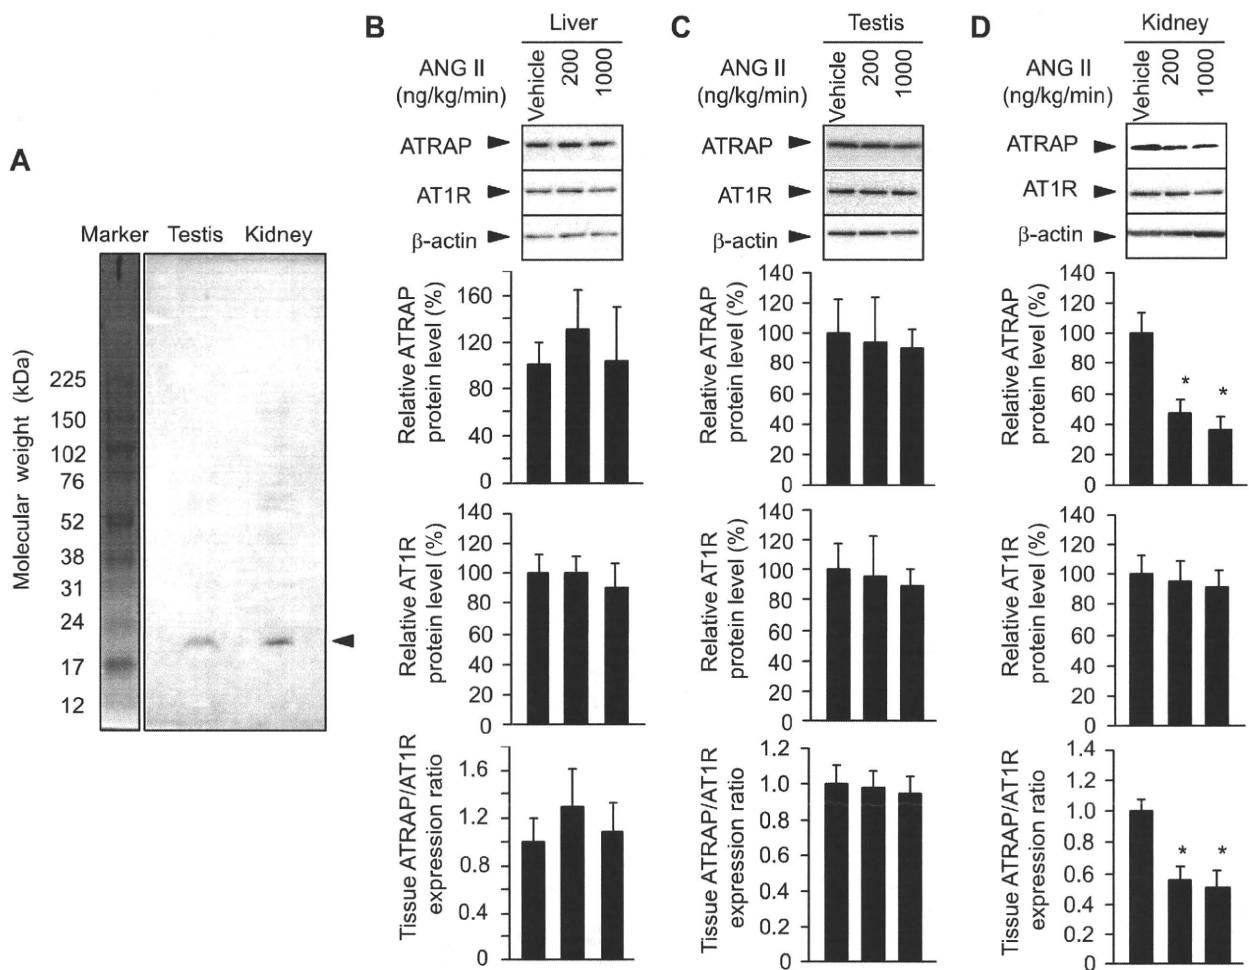 A
Marker Testis Kidney
Molecular weight (kDa)
225
150
102
76
52
38
31
24
17
12
B
Liver
ANG II
(ng/kg/min)
Vehicle
200
1000
ATRAP
AT1R
β-actin
Relative ATRAP
protein level (%)
160
120
80
40
0
Relative AT1R
protein level (%)
140
120
100
80
60
40
20
0
Tissue ATRAP/AT1R
expression ratio
1.6
1.2
0.8
0.4
0
C
Testis
ANG II
(ng/kg/min)
Vehicle
200
1000
ATRAP
AT1R
β-actin
Relative ATRAP
protein level (%)
140
120
100
80
60
40
20
0
Relative AT1R
protein level (%)
140
120
100
80
60
40
20
0
Tissue ATRAP/AT1R
expression ratio
1.2
1.0
0.8
0.6
0.4
0.2
0
D
Kidney
ANG II
(ng/kg/min)
Vehicle
200
1000
ATRAP
AT1R
β-actin
Relative ATRAP
protein level (%)
140
120
100
80
60
40
20
0
*
*
Relative AT1R
protein level (%)
140
120
100
80
60
40
20
0
Tissue ATRAP/AT1R
expression ratio
1.4
1.2
1.0
0.8
0.6
0.4
0.2
0
*
*